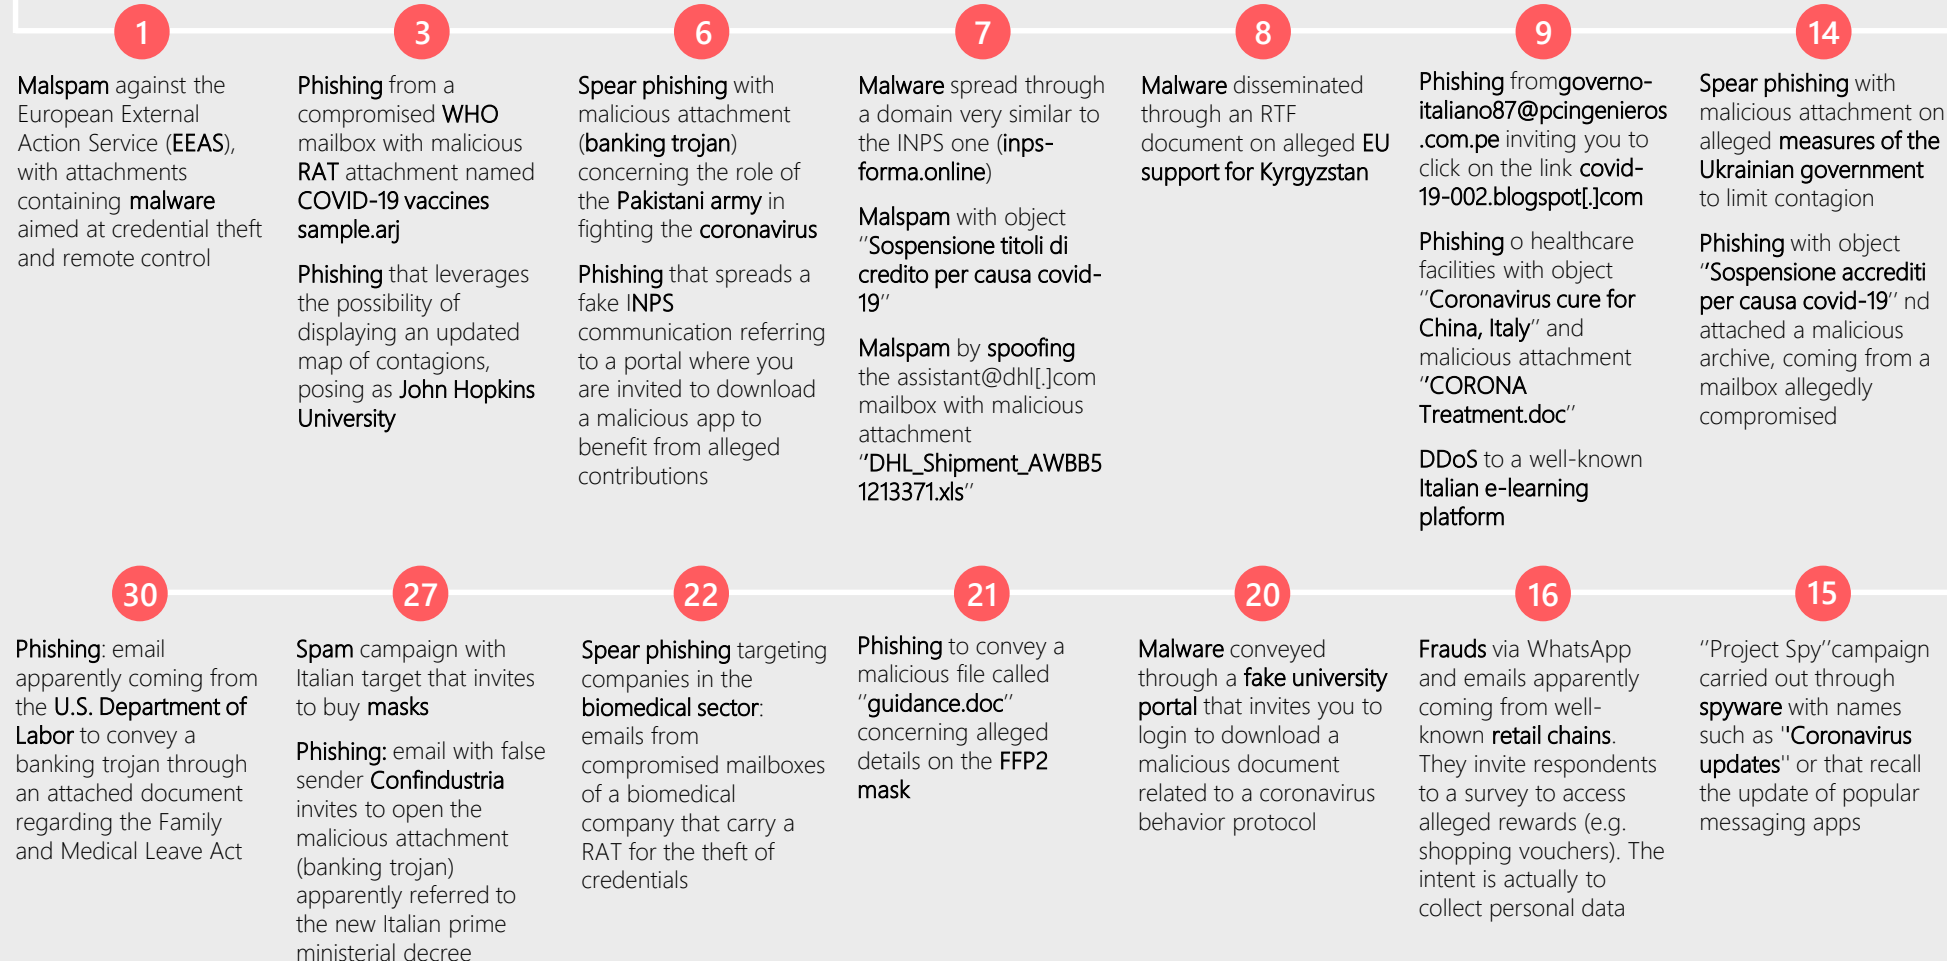 1
Malspam against the
European External
Action Service (EEAS),
with attachments
containing malware
aimed at credential theft
and remote control
3
Phishing from a
compromised WHO
mailbox with malicious
RAT attachment named
COVID-19 vaccines
sample.arj
Phishing that leverages
the possibility of
displaying an updated
map of contagions,
posing as John Hopkins
University
6
Spear phishing with
malicious attachment
(banking trojan)
concerning the role of
the Pakistani army in
fighting the coronavirus
Phishing that spreads a
fake INPS
communication referring
to a portal where you
are invited to download
a malicious app to
benefit from alleged
contributions
7
Malware spread through
a domain very similar to
the INPS one (inps-
forma.online)
Malspam with object
''Sospensione titoli di
credito per causa covid-
19''
Malspam by spoofing
the assistant@dhl[.]com
mailbox with malicious
attachment
''DHL_Shipment_AWBB5
1213371.xls''
8
Malware disseminated
through an RTF
document on alleged EU
support for Kyrgyzstan
9
Phishing fromgoverno-
italiano87@pcingenieros
.com.pe inviting you to
click on the link covid-
19-002.blogspot[.]com
Phishing o healthcare
facilities with object
''Coronavirus cure for
China, Italy'' and
malicious attachment
''CORONA
Treatment.doc''
DDoS to a well-known
Italian e-learning
platform
14
Spear phishing with
malicious attachment on
alleged measures of the
Ukrainian government
to limit contagion
Phishing with object
''Sospensione accrediti
per causa covid-19'' nd
attached a malicious
archive, coming from a
mailbox allegedly
compromised
30
Phishing: email
apparently coming from
the U.S. Department of
Labor to convey a
banking trojan through
an attached document
regarding the Family
and Medical Leave Act
27
Spam campaign with
Italian target that invites
to buy masks
Phishing: email with false
sender Confindustria
invites to open the
malicious attachment
(banking trojan)
apparently referred to
the new Italian prime
ministerial decree
22
Spear phishing targeting
companies in the
biomedical sector:
emails from
compromised mailboxes
of a biomedical
company that carry a
RAT for the theft of
credentials
21
Phishing to convey a
malicious file called
''guidance.doc''
concerning alleged
details on the FFP2
mask
20
Malware conveyed
through a fake university
portal that invites you to
login to download a
malicious document
related to a coronavirus
behavior protocol
16
Frauds via WhatsApp
and emails apparently
coming from well-
known retail chains.
They invite respondents
to a survey to access
alleged rewards (e.g.
shopping vouchers). The
intent is actually to
collect personal data
15
''Project Spy''campaign
carried out through
spyware with names
such as ''Coronavirus
updates'' or that recall
the update of popular
messaging apps